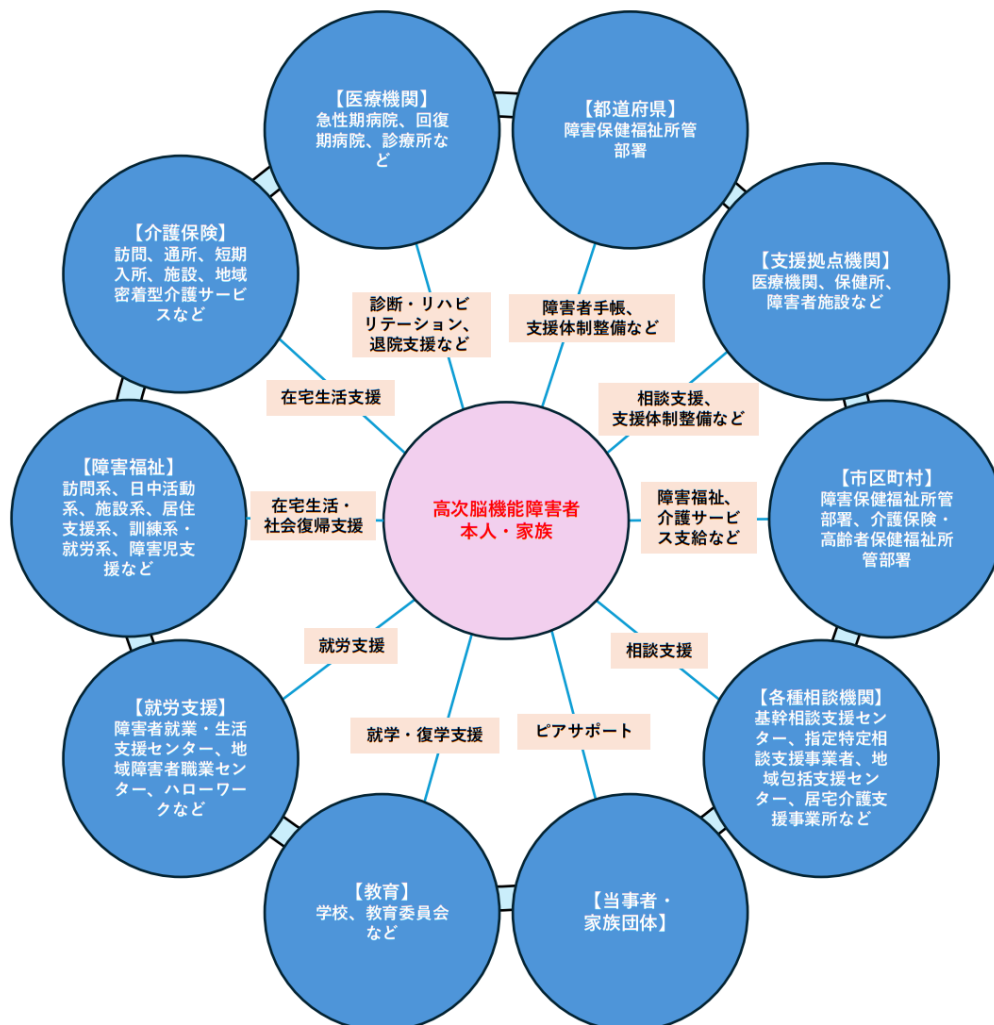 【医療機関】
急性期病院、回復
期病院、診療所な
ど
【都道府県】
障害保健福祉所管
部署
【介護保険】
訪問、通所、短期
入所、施設、地域
密着型介護サービ
スなど
【支援拠点機関】
医療機関、保健所、
障害者施設など
診断・リハビ
リテーション、
退院支援など
障害者手帳、
支援体制整備など
在宅生活支援
相談支援、
支援体制整備など
【障害福祉】
訪問系、日中活動
系、施設系、居住
支援系、訓練系・
就労系、障害児支
援など
在宅生活・
社会復帰支援
高次脳機能障害者
本人・家族
障害福祉、
介護サービ
ス支給など
【市区町村】
障害保健福祉所管
部署、介護保険・
高齢者保健福祉所
管部署
就労支援
相談支援
【就労支援】
障害者就業・生活
支援センター、地
域障害者職業セン
ター、ハローワー
クなど
就学・復学支援
ピアサポート
【各種相談機関】
基幹相談支援セン
ター、指定特定相
談支援事業者、地
域包括支援セン
ター、居宅介護支
援事業所など
【教育】
学校、教育委員会
など
【当事者・
家族団体】